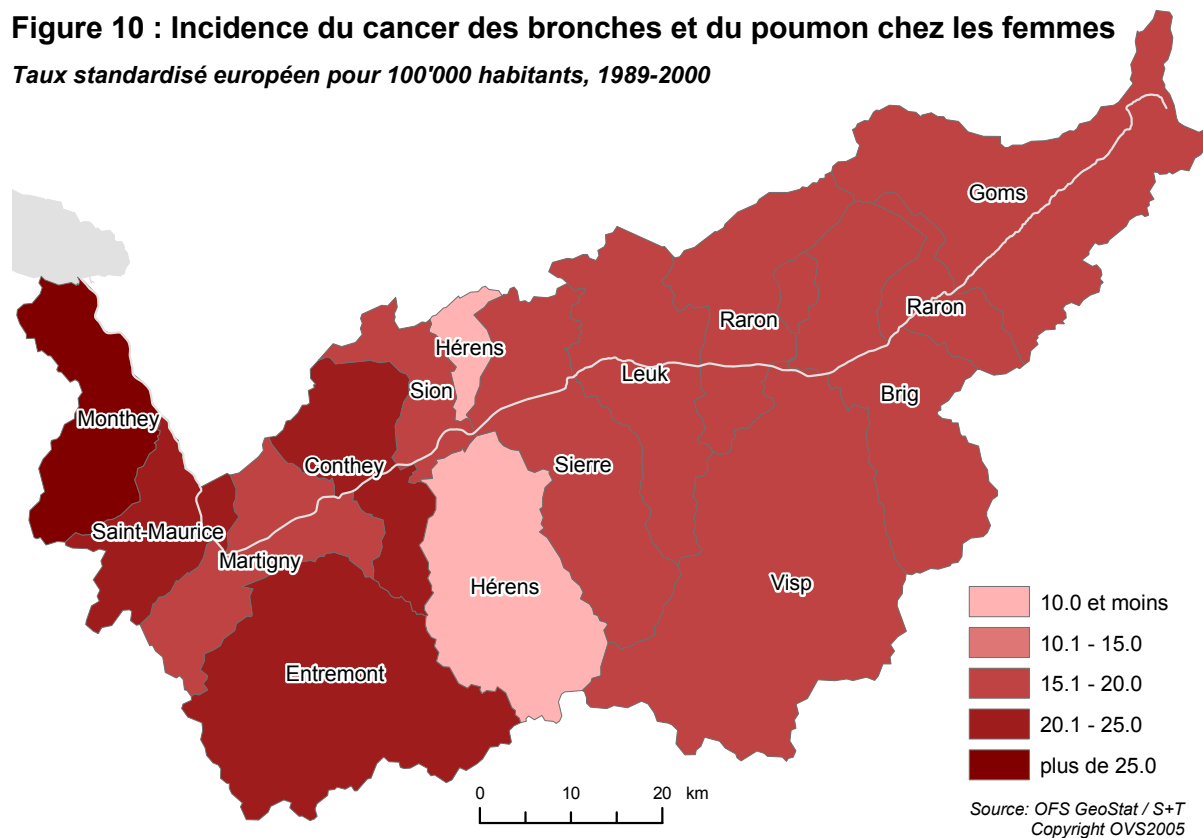 Figure 10 : Incidence du cancer des bronches et du poumon chez les femmes
Taux standardisé européen pour 100'000 habitants, 1989-2000
Goms
Raron
Raron
Hérens
Leuk
Sion
Brig
Monthey
Conthey
Sierre
Saint-Maurice
Martigny
Hérens
Visp
Entremont
10.0 et moins
10.1 - 15.0
15.1 - 20.0
20.1 - 25.0
plus de 25.0
0 10 20 km
Source: OFS GeoStat / S+T
Copyright OVS2005